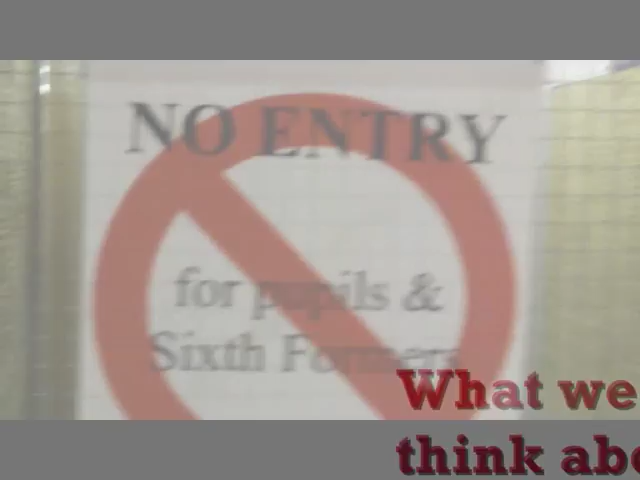 NO ENTRY
for pupils &
Sixth Formers
What we
think abo